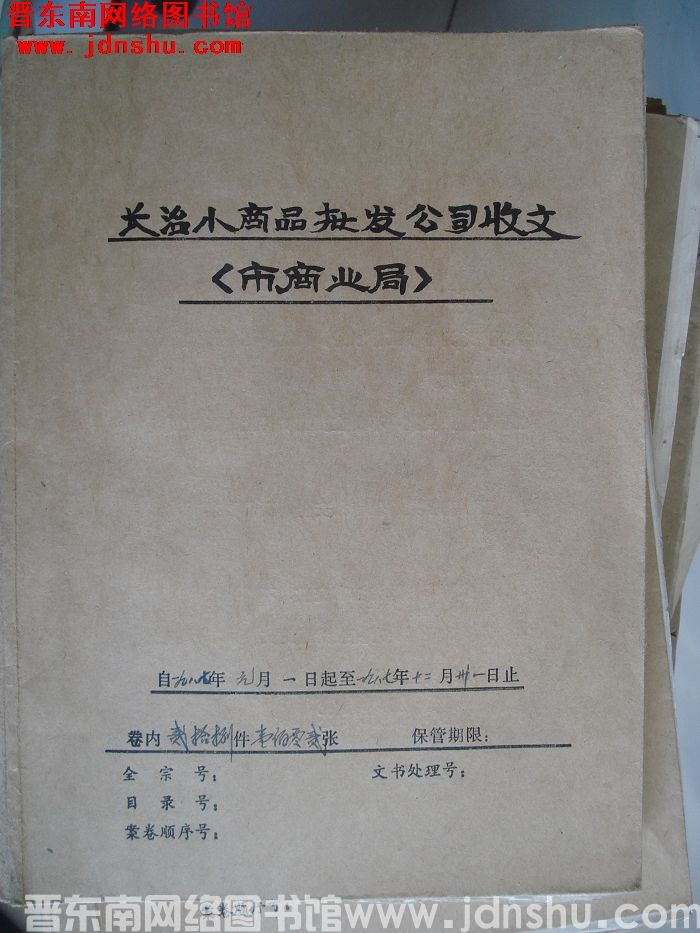 晋东南网络图书馆
www.jdnshu.com
长治小商品批发公司收文
〈市商业局〉
自一九八七年 元月 一日起至一九八七年十二月卅一日止
卷内 贰拾捌件 壹佰零贰张 保管期限：
全宗号： 文书处理号：
目录号：
案卷顺序号：
晋东南网络图书馆 www.jdnshu.com